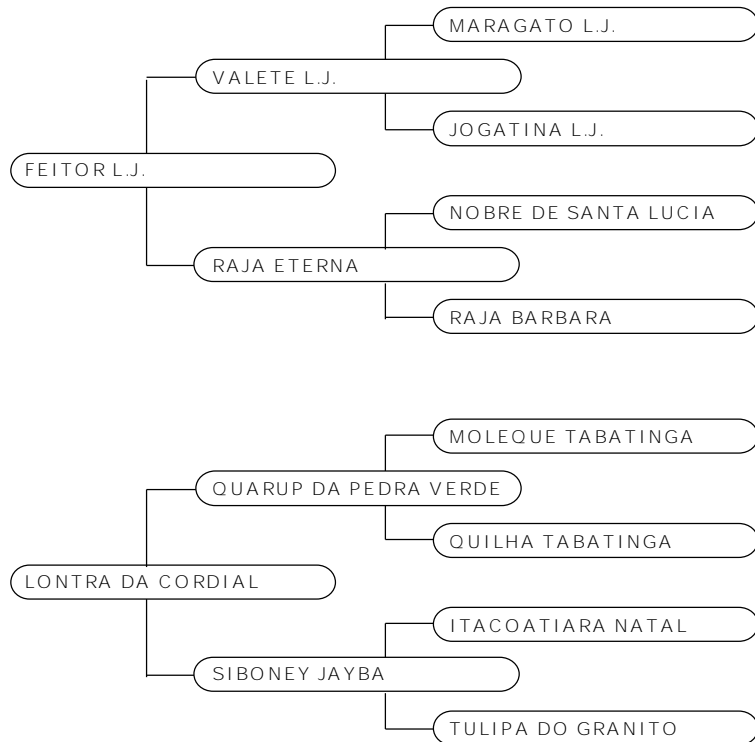 MARAGATO L.J.
VALETE L.J.
JOGATINA L.J.
FEITOR L.J.
NOBRE DE SANTA LUCIA
RAJA ETERNA
RAJA BARBARA
MOLEQUE TABATINGA
QUARUP DA PEDRA VERDE
QUILHA TABATINGA
LONTRA DA CORDIAL
ITACOATIARA NATAL
SIBONEY JAYBA
TULIPA DO GRANITO